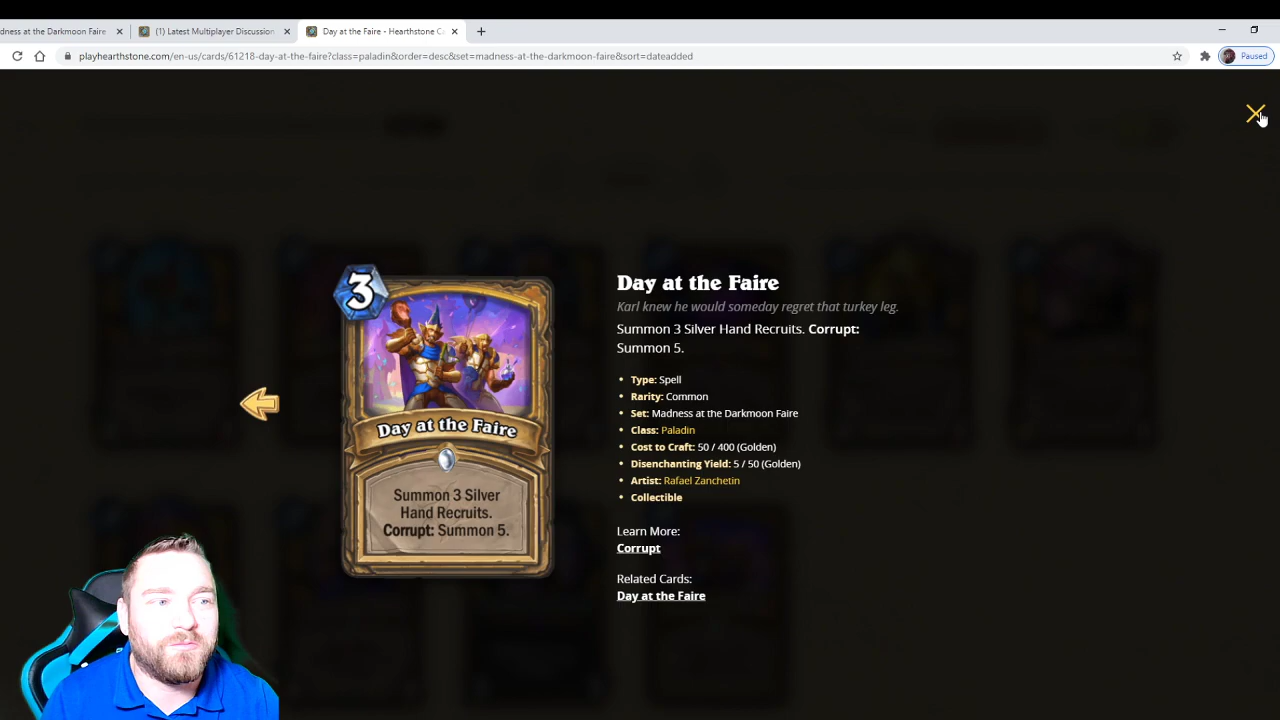 dness at the Darkmoon Faire
(1) Latest Multiplayer Discussion
Day at the Faire - Hearthstone Ca
playhearthstone.com/en-us/cards/61218-day-at-the-faire?class=paladin&order=desc&set=madness-at-the-darkmoon-faire&sort=dateadded
Paused
3
Day at the Faire
Summon 3 Silver
Hand Recruits.
Corrupt: Summon 5.
Day at the Faire
Karl knew he would someday regret that turkey leg.
Summon 3 Silver Hand Recruits. Corrupt:
Summon 5.
• Type: Spell
• Rarity: Common
• Set: Madness at the Darkmoon Faire
• Class: Paladin
• Cost to Craft: 50 / 400 (Golden)
• Disenchanting Yield: 5 / 50 (Golden)
• Artist: Rafael Zanchetin
• Collectible
Learn More:
Corrupt
Related Cards:
Day at the Faire